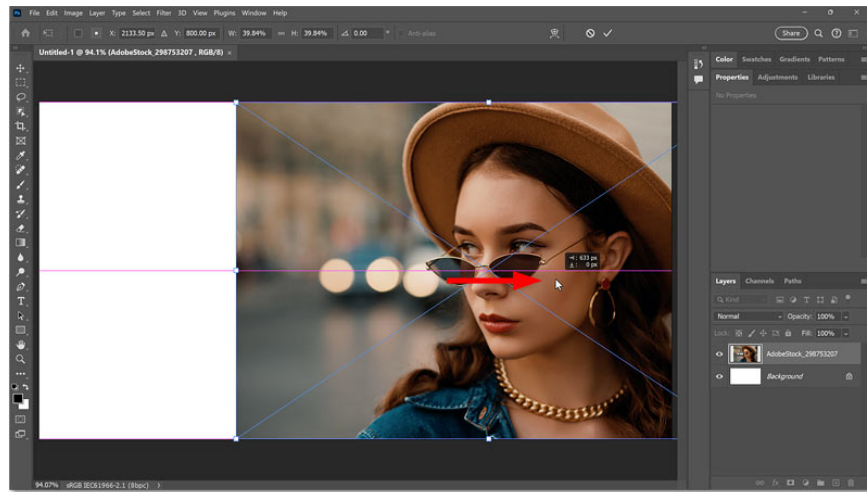 Ps File Edit Image Layer Type Select Filter 3D View Plugins Window Help
X: 2133.50 px Y: 800.00 px W: 39.84% H: 39.84% 0.00 Anti-alias Share
Untitled-1 @ 94.1% (AdobeStock_298753207 , RGB/8) ×
Color Swatches Gradients Patterns
Properties Adjustments Libraries
No Properties
: 633 px
: 0 px
Layers Channels Paths
Kind
Normal Opacity: 100%
Lock: Fill: 100%
AdobeStock_298753207
Background
94.07% sRGB IEC61966-2.1 (8bpc)